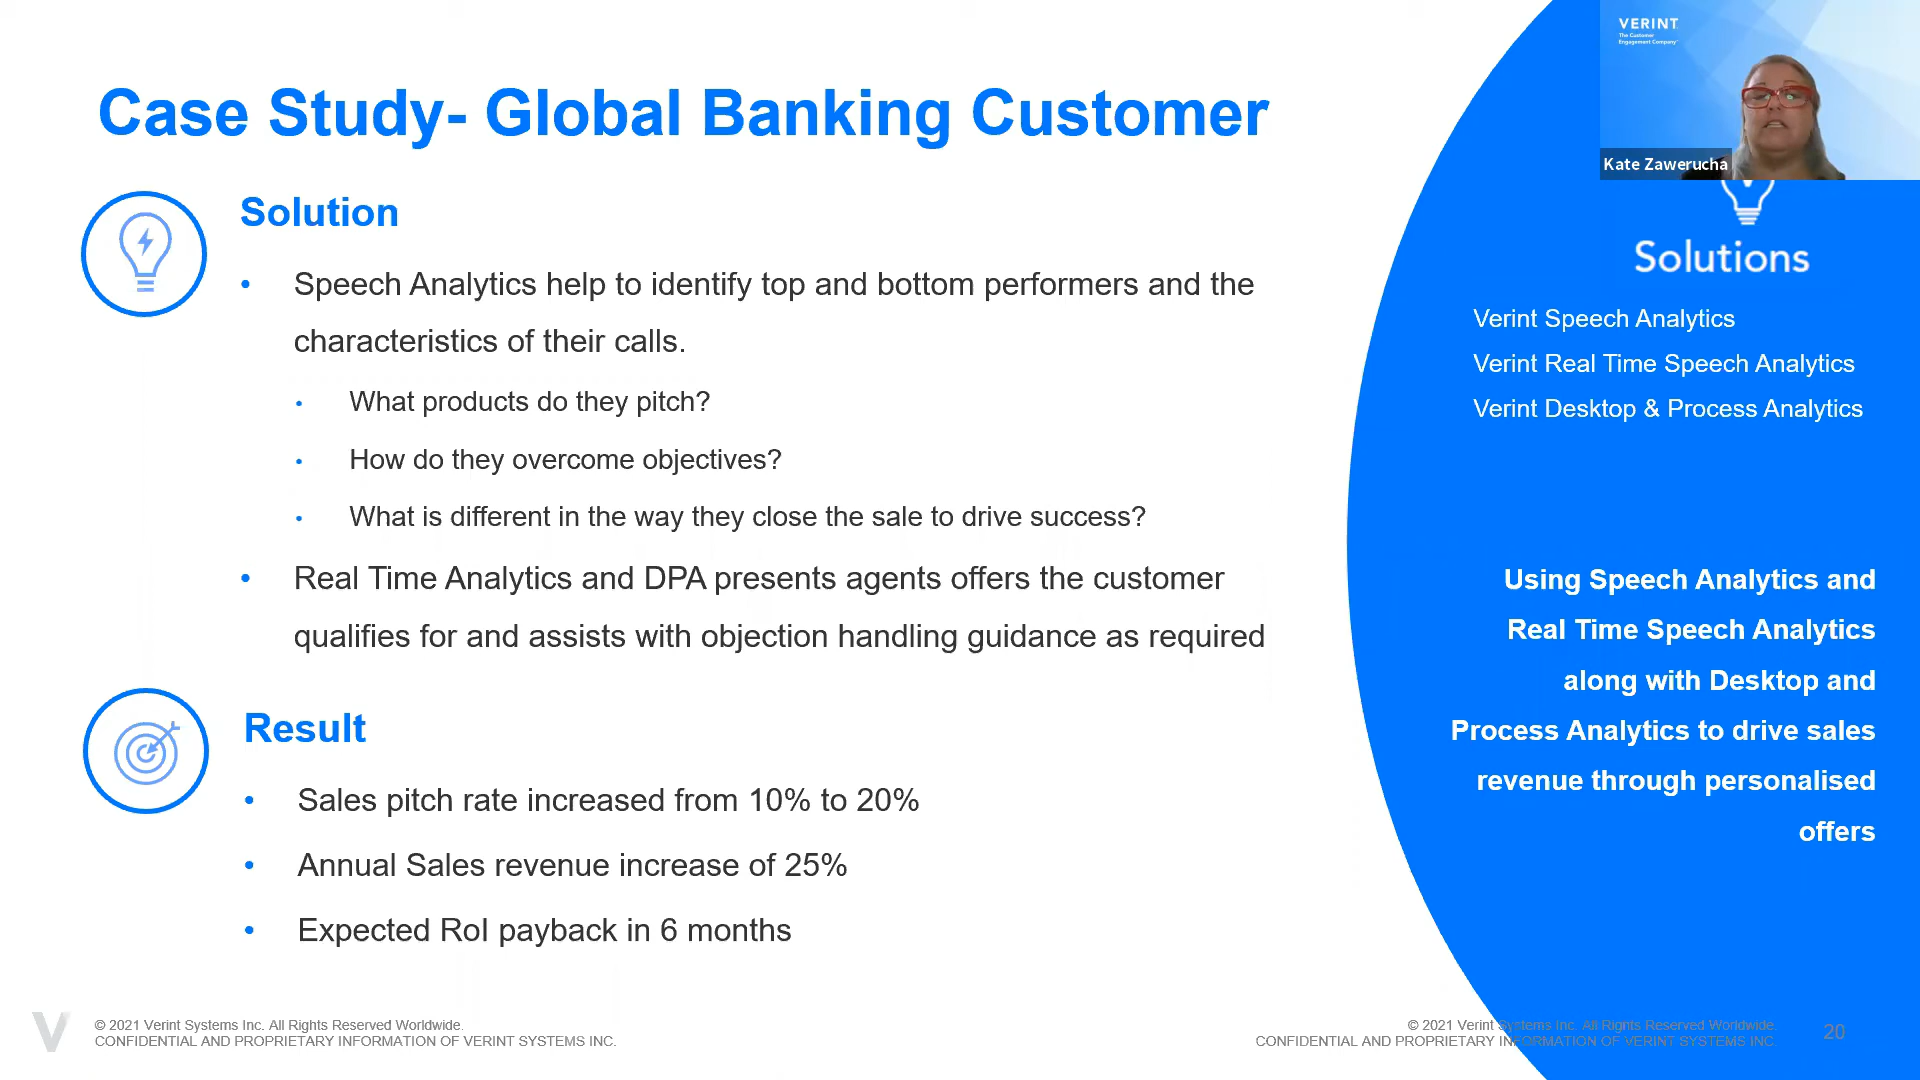 Case Study- Global Banking Customer
Solution
• Speech Analytics help to identify top and bottom performers and the
characteristics of their calls.
• What products do they pitch?
• How do they overcome objectives?
• What is different in the way they close the sale to drive success?
• Real Time Analytics and DPA presents agents offers the customer
qualifies for and assists with objection handling guidance as required
Result
• Sales pitch rate increased from 10% to 20%
• Annual Sales revenue increase of 25%
• Expected RoI payback in 6 months
VERINT
The Customer
Engagement Company™
Kate Zawerucha
Solutions
Verint Speech Analytics
Verint Real Time Speech Analytics
Verint Desktop & Process Analytics
Using Speech Analytics and
Real Time Speech Analytics
along with Desktop and
Process Analytics to drive sales
revenue through personalised
offers
V
© 2021 Verint Systems Inc. All Rights Reserved Worldwide.
CONFIDENTIAL AND PROPRIETARY INFORMATION OF VERINT SYSTEMS INC.
© 2021 Verint Systems Inc. All Rights Reserved Worldwide.
CONFIDENTIAL AND PROPRIETARY INFORMATION OF VERINT SYSTEMS INC.
20